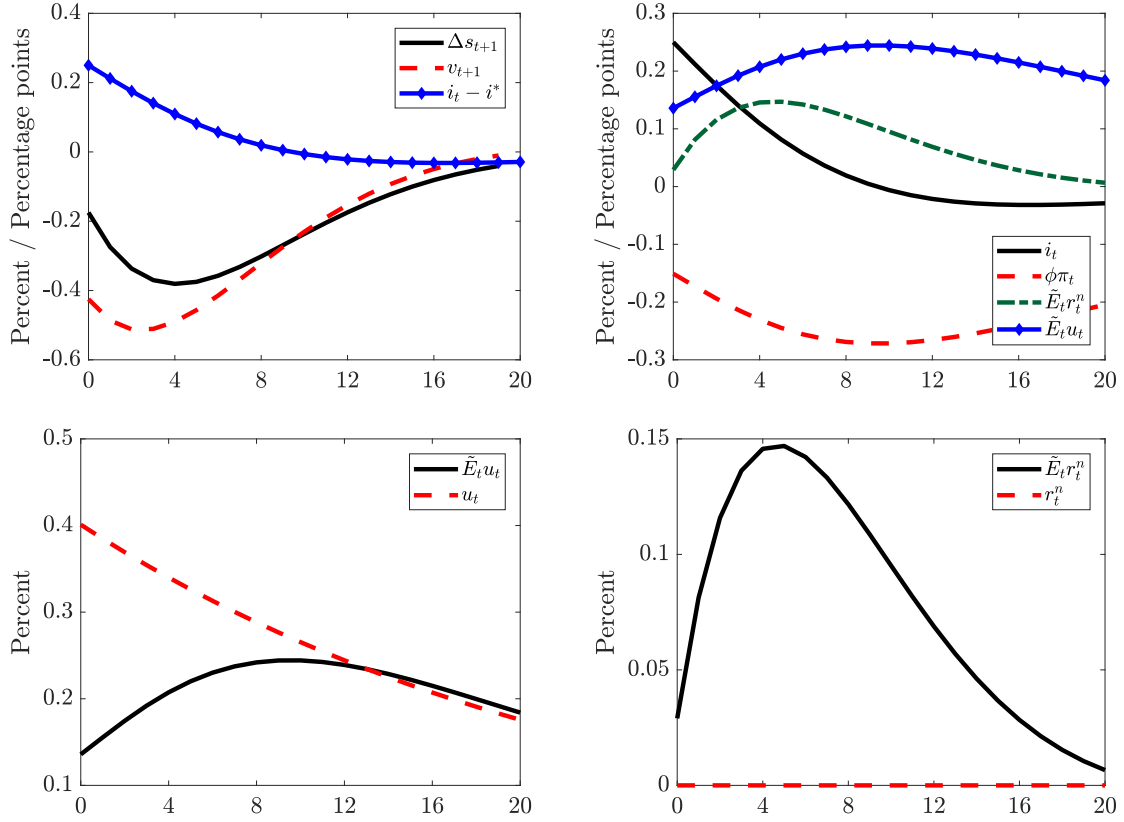 0.4
0.2
0
-0.2
-0.4
-0.6
Percent / Percentage points
0 4 8 12 16 20
Δs_{t+1}
v_{t+1}
i_t − i^*
0.3
0.2
0.1
0
-0.1
-0.2
-0.3
Percent / Percentage points
0 4 8 12 16 20
i_t
ϕπ_t
Ẽ_t r_t^n
Ẽ_t u_t
0.5
0.4
0.3
0.2
0.1
Percent
0 4 8 12 16 20
Ẽ_t u_t
u_t
0.15
0.1
0.05
0
Percent
0 4 8 12 16 20
Ẽ_t r_t^n
r_t^n